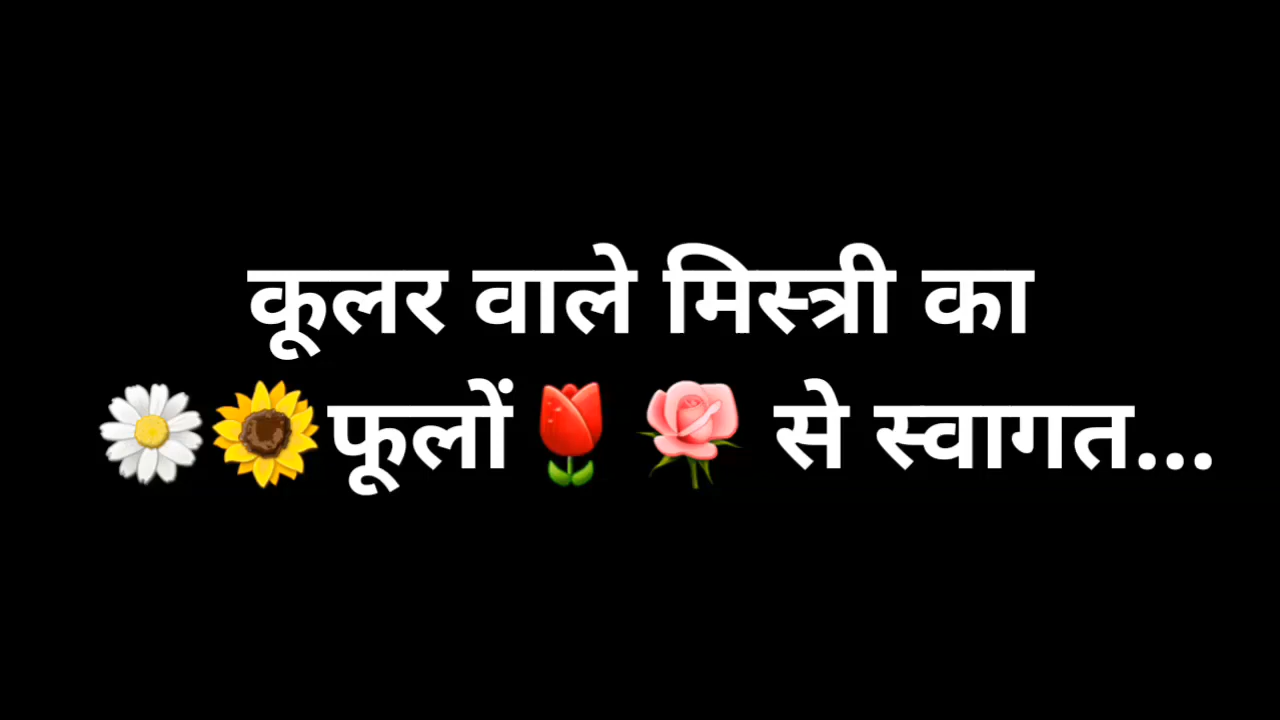 कूलर वाले मिस्त्री का
🌼🌻फूलों🌷🌹 से स्वागत...